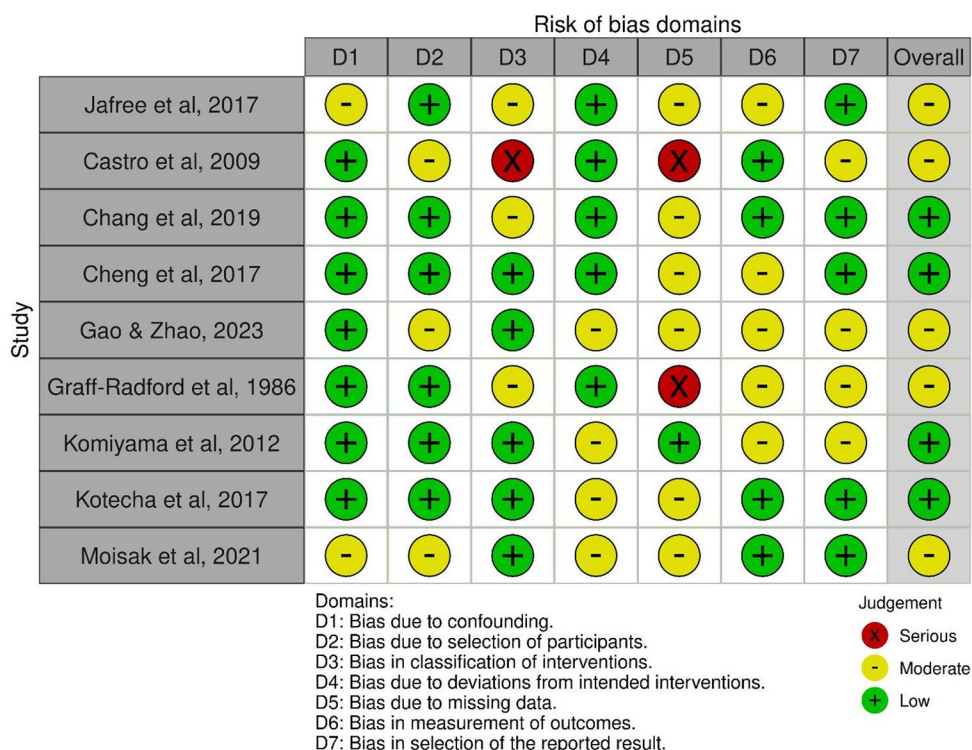 Risk of bias domains
D1 D2 D3 D4 D5 D6 D7 Overall
Study
Jafree et al, 2017 - + - + - - + -
Castro et al, 2009 + - X + X + - -
Chang et al, 2019 + + - + - + + +
Cheng et al, 2017 + + + + - - + +
Gao & Zhao, 2023 + - + - - - - -
Graff-Radford et al, 1986 + + - + X - - -
Komiyama et al, 2012 + + + - + - - +
Kotecha et al, 2017 + + + - - + + +
Moisak et al, 2021 - - + - - + + -
Domains:
D1: Bias due to confounding.
D2: Bias due to selection of participants.
D3: Bias in classification of interventions.
D4: Bias due to deviations from intended interventions.
D5: Bias due to missing data.
D6: Bias in measurement of outcomes.
D7: Bias in selection of the reported result.
Judgement
X Serious
- Moderate
+ Low